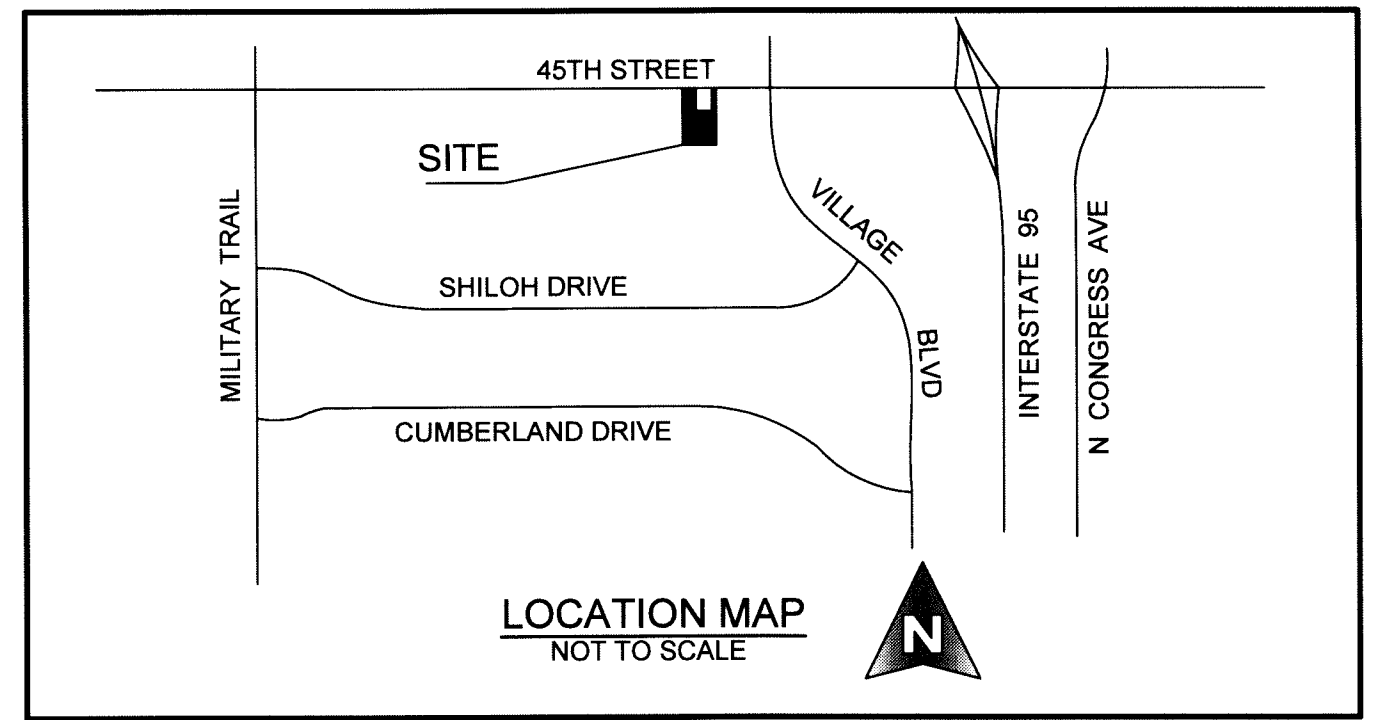 45TH STREET
SITE
VILLAGE
BLVD
MILITARY TRAIL
SHILOH DRIVE
INTERSTATE 95
N CONGRESS AVE
CUMBERLAND DRIVE
LOCATION MAP
NOT TO SCALE
N